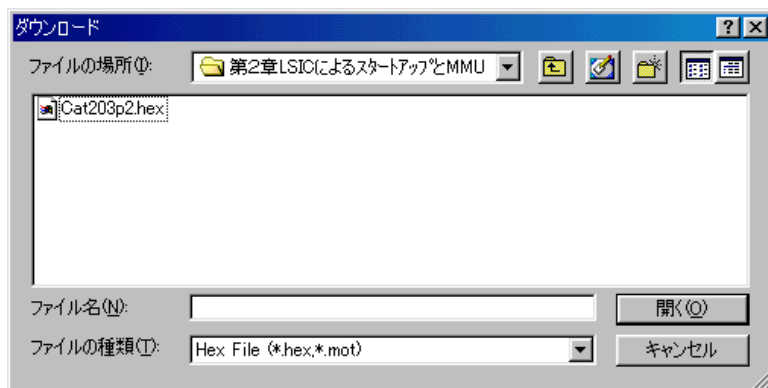 ダウンロード
ファイルの場所(I): 第2章LSICによるスタートアップとMMU
Cat203p2.hex
ファイル名(N): 開く(O)
ファイルの種類(T): Hex File (*.hex,*.mot) キャンセル